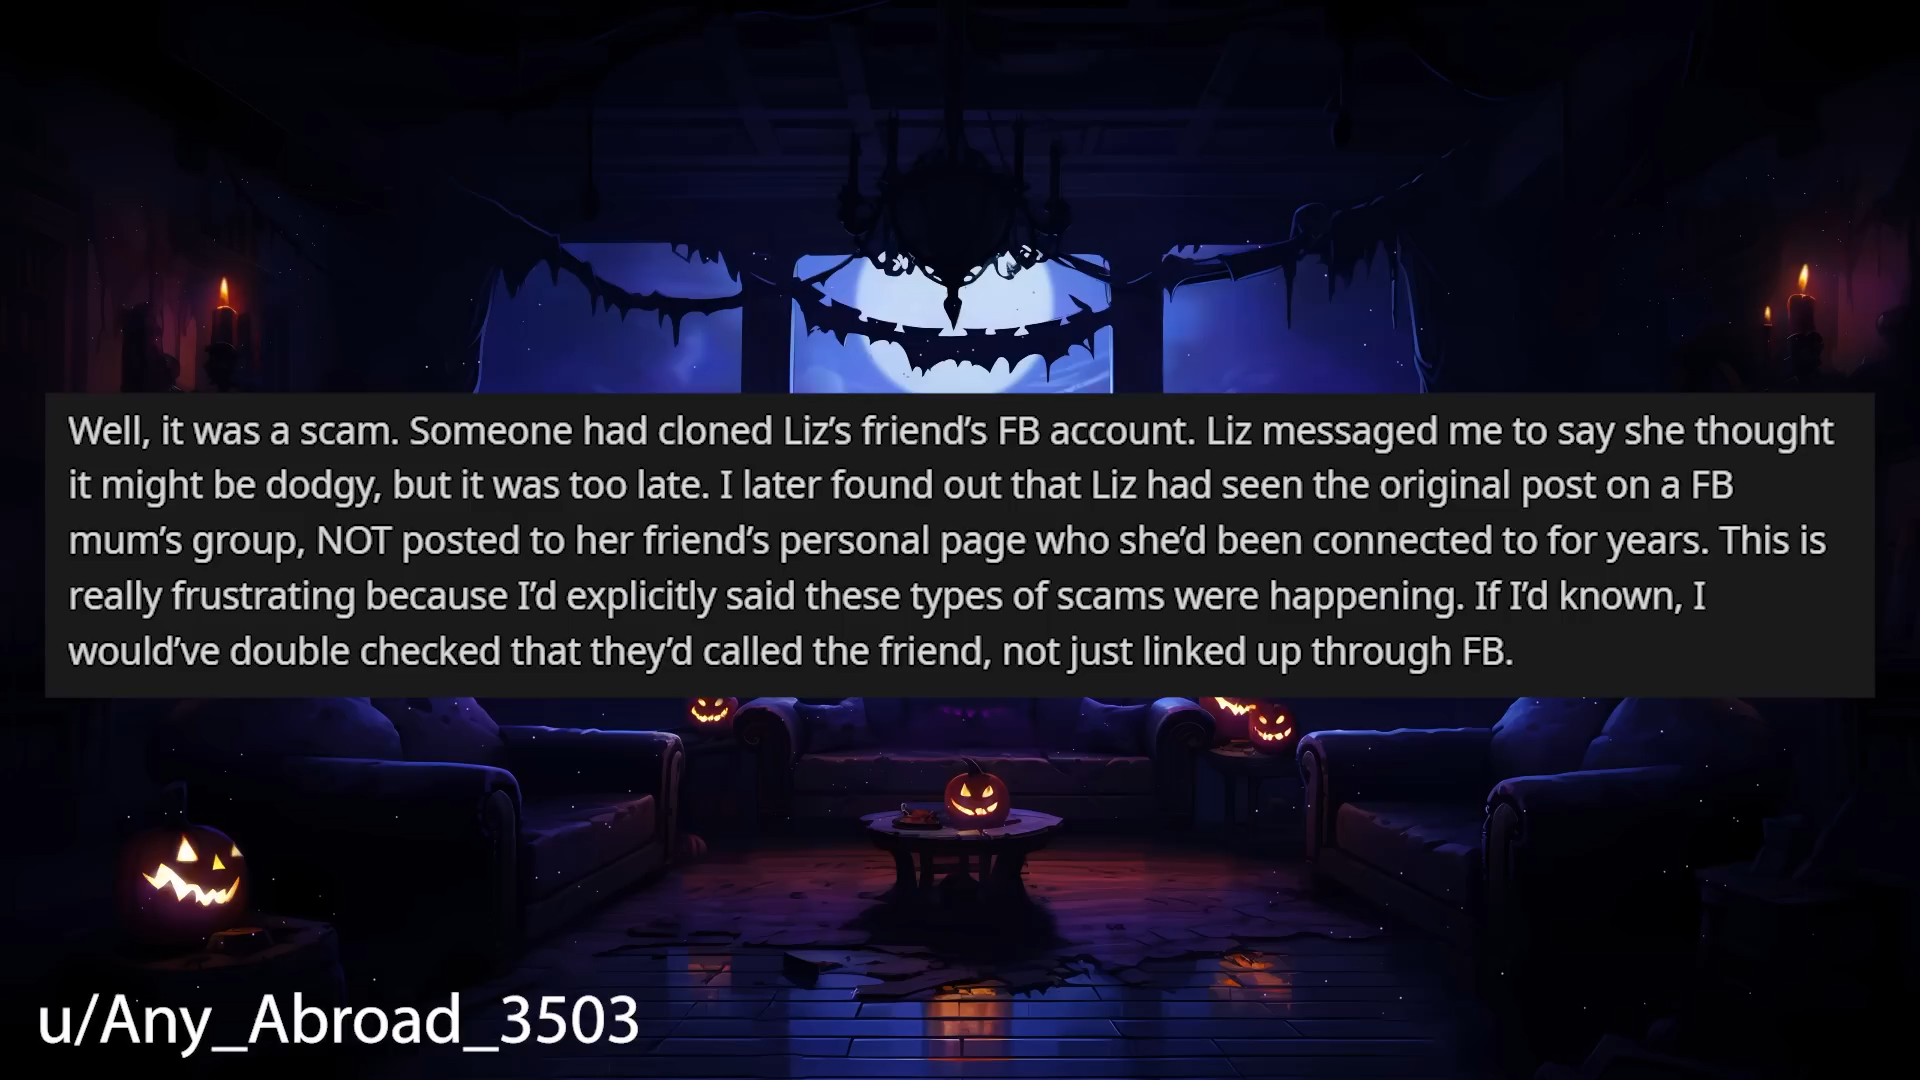 Well, it was a scam. Someone had cloned Liz’s friend’s FB account. Liz messaged me to say she thought
it might be dodgy, but it was too late. I later found out that Liz had seen the original post on a FB
mum’s group, NOT posted to her friend’s personal page who she’d been connected to for years. This is
really frustrating because I’d explicitly said these types of scams were happening. If I’d known, I
would’ve double checked that they’d called the friend, not just linked up through FB.
u/Any_Abroad_3503